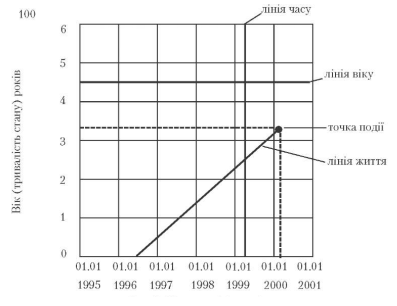 100
лінія часу
6
5
лінія віку
4
точка події
3
лінія життя
2
1
0
Вік (тривалість стану) років
01.01 01.01 01.01 01.01 01.01 01.01 01.01
1995 1996 1997 1998 1999 2000 2001